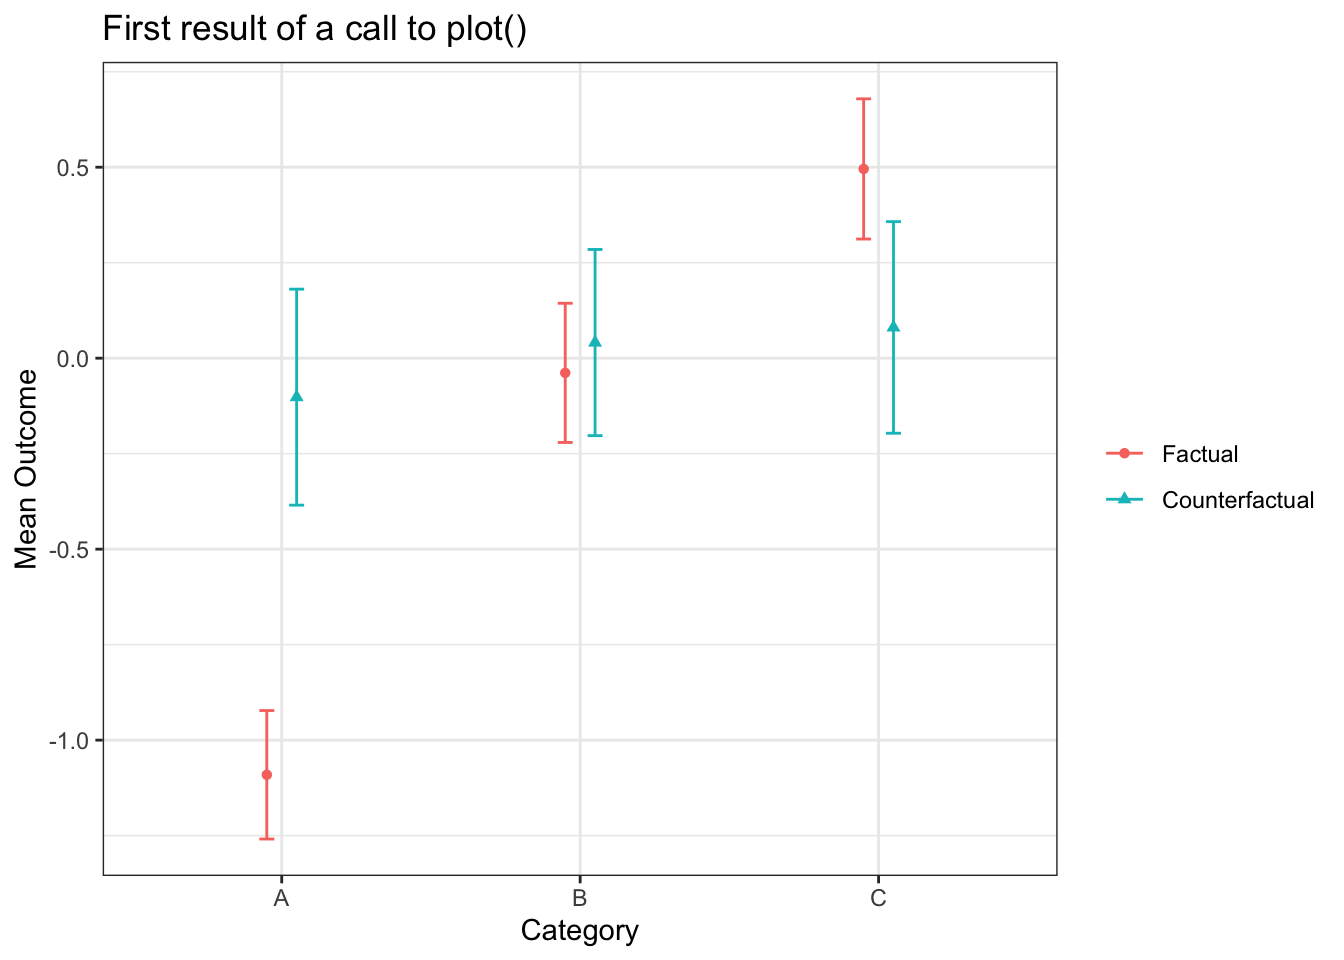 First result of a call to plot()
Mean Outcome
0.5
0.0
-0.5
-1.0
A
B
C
Category
Factual
Counterfactual